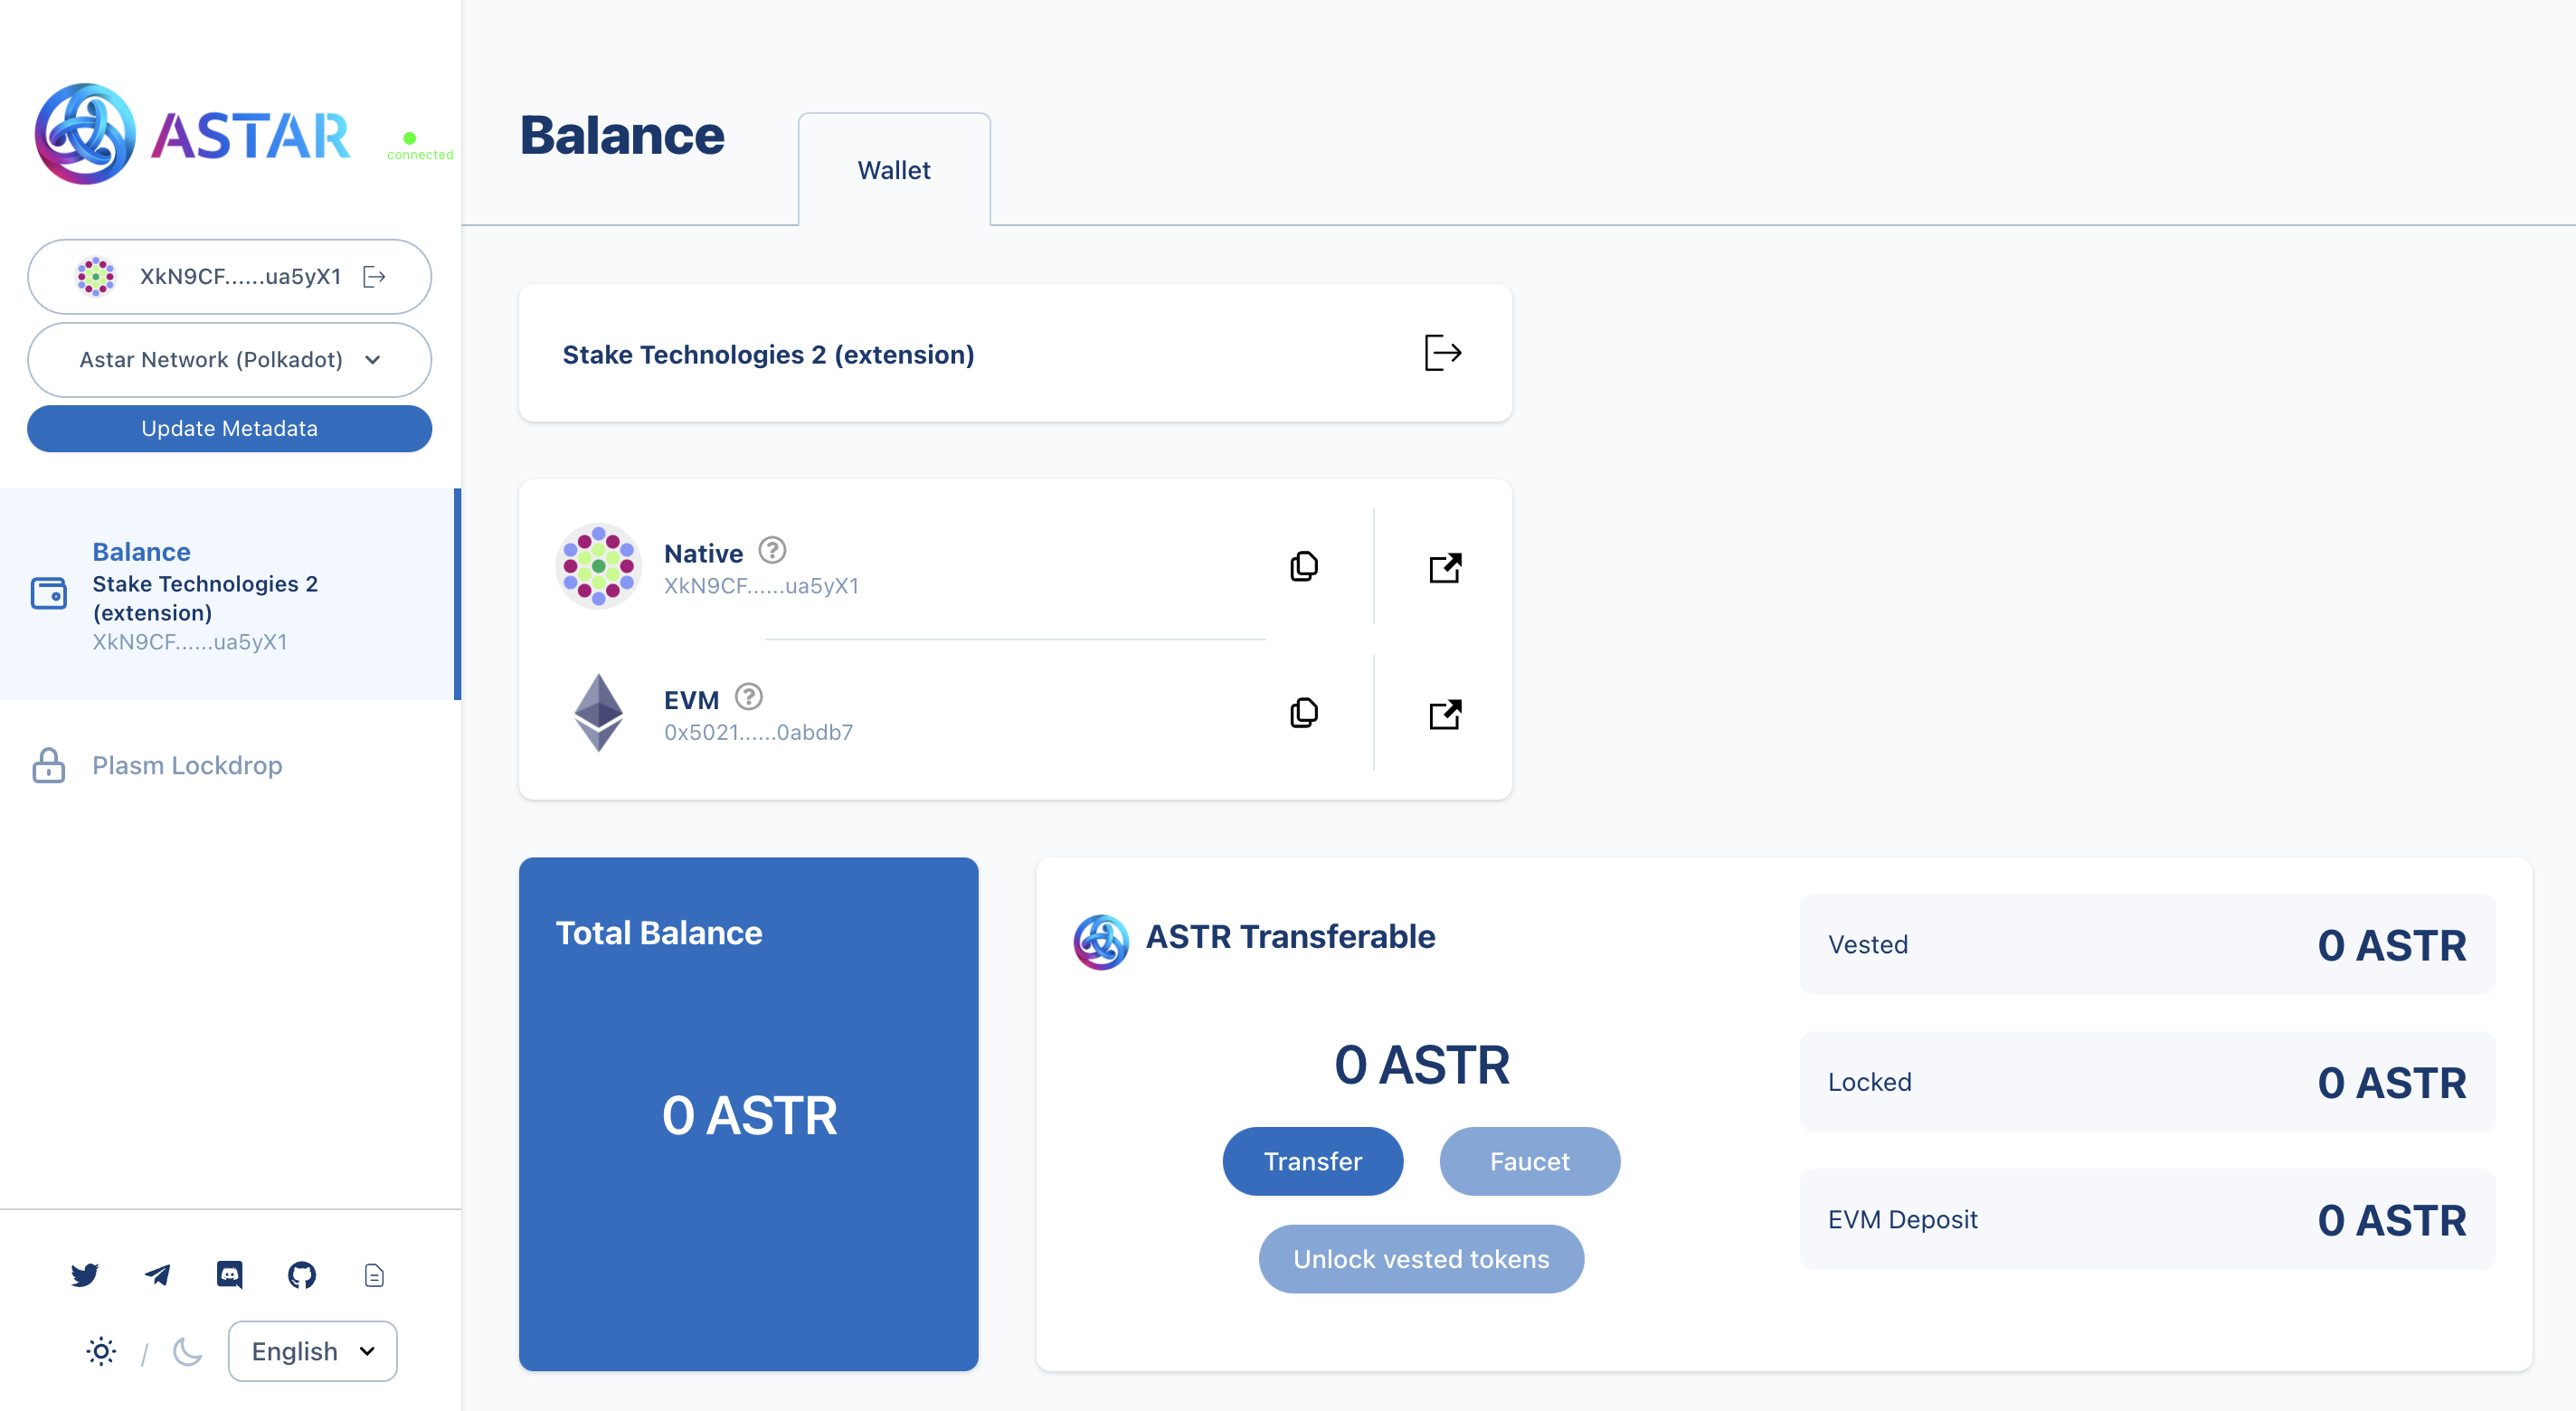 ASTAR
connected
XkN9CF......ua5yX1
Astar Network (Polkadot)
Update Metadata
Balance
Stake Technologies 2
(extension)
XkN9CF......ua5yX1
Plasm Lockdrop
/
English
Balance
Wallet
Stake Technologies 2 (extension)
Native ?
XkN9CF......ua5yX1
EVM ?
0x5021......0abdb7
Total Balance
0 ASTR
ASTR Transferable
0 ASTR
Transfer
Faucet
Unlock vested tokens
Vested 0 ASTR
Locked 0 ASTR
EVM Deposit 0 ASTR